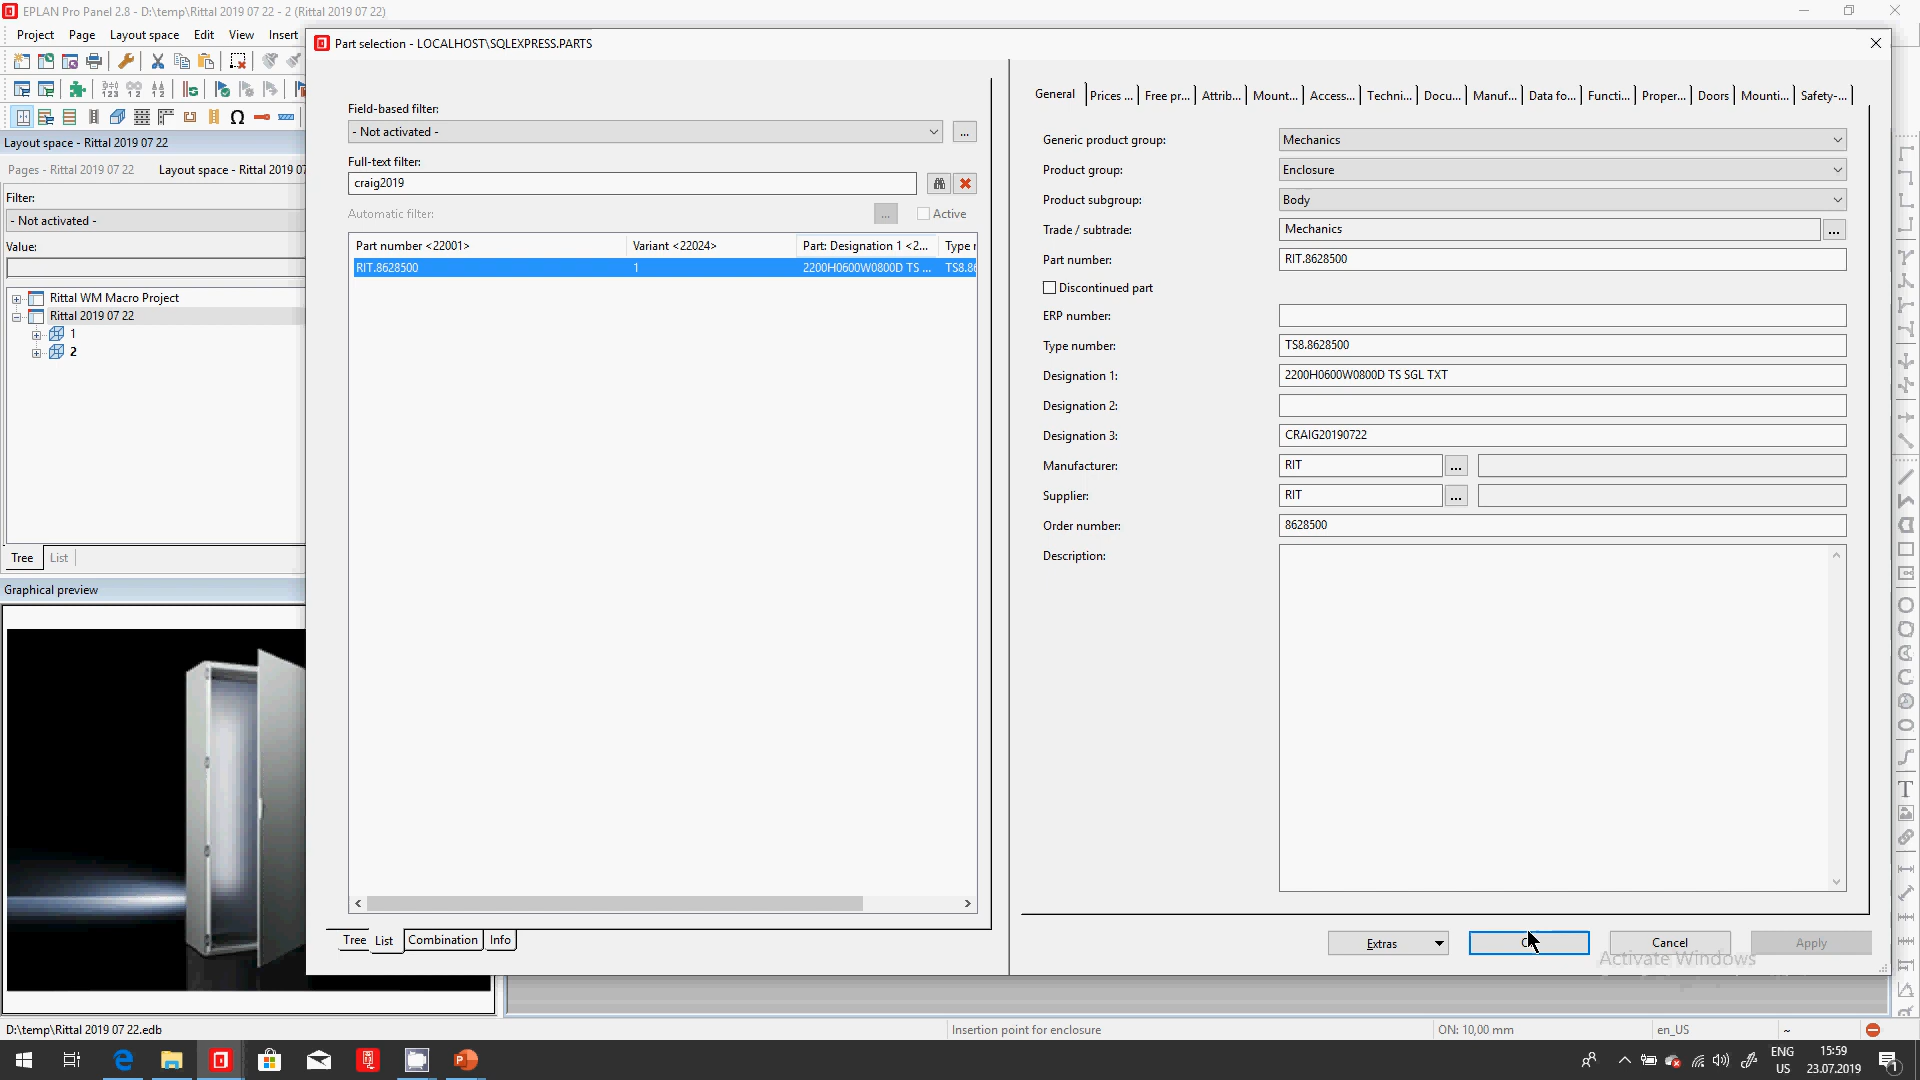 EPLAN Pro Panel 2.8 - D:\temp\Rittal 2019 07 22 - 2 (Rittal 2019 07 22)
Project Page Layout space Edit View Insert
Part selection - LOCALHOST\SQLEXPRESS.PARTS
Layout space - Rittal 2019 07 22
Pages - Rittal 2019 07 22 Layout space - Rittal 2019 07
Filter:
- Not activated -
Value:
Rittal WM Macro Project
Rittal 2019 07 22
1
2
Tree List
Graphical preview
Field-based filter:
- Not activated -
...
Full-text filter:
craig2019
Automatic filter:
...
Active
Part number <22001> Variant <22024> Part: Designation 1 <2... Type r
RIT.8628500 1 2200H0600W0800D TS ... TS8.86
Tree List Combination Info
General Prices ... Free pr... Attrib... Mount... Access... Techni... Docu... Manuf... Data fo... Functi... Proper... Doors Mounti... Safety-...
Generic product group: Mechanics
Product group: Enclosure
Product subgroup: Body
Trade / subtrade: Mechanics ...
Part number: RIT.8628500
Discontinued part
ERP number:
Type number: TS8.8628500
Designation 1: 2200H0600W0800D TS SGL TXT
Designation 2:
Designation 3: CRAIG20190722
Manufacturer: RIT ...
Supplier: RIT ...
Order number: 8628500
Description:
Extras Cancel Apply
Activate Windows
D:\temp\Rittal 2019 07 22.edb Insertion point for enclosure ON: 10,00 mm en_US ~
ENG 15:59
US 23.07.2019
1